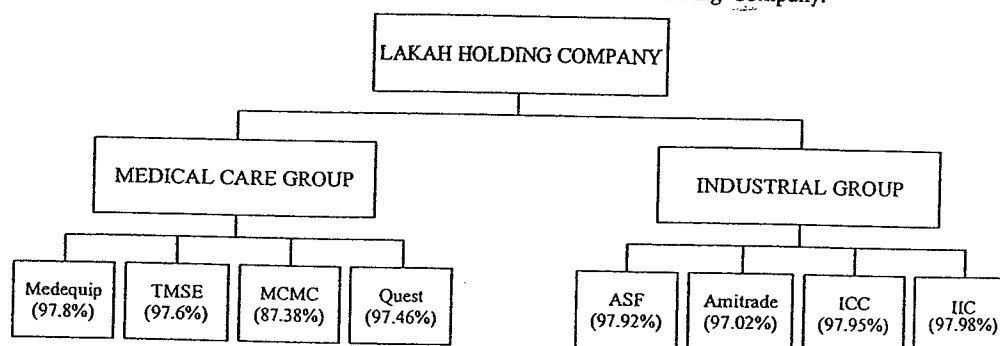 Company.
LAKAH HOLDING COMPANY
MEDICAL CARE GROUP
INDUSTRIAL GROUP
Medequip
(97.8%)
TMSE
(97.6%)
MCMC
(87.38%)
Quest
(97.46%)
ASF
(97.92%)
Amitrade
(97.02%)
ICC
(97.95%)
IIC
(97.98%)